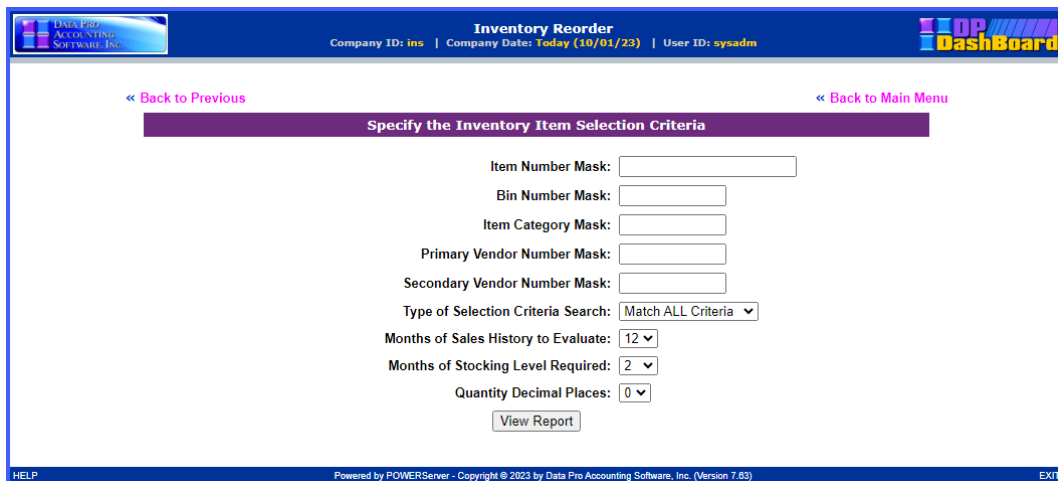 DATA PRO
ACCOUNTING
SOFTWARE, INC.
Inventory Reorder
Company ID: ins | Company Date: Today (10/01/23) | User ID: sysadm
DP
DashBoard
« Back to Previous
« Back to Main Menu
Specify the Inventory Item Selection Criteria
Item Number Mask:
Bin Number Mask:
Item Category Mask:
Primary Vendor Number Mask:
Secondary Vendor Number Mask:
Type of Selection Criteria Search: Match ALL Criteria
Months of Sales History to Evaluate: 12
Months of Stocking Level Required: 2
Quantity Decimal Places: 0
View Report
HELP
Powered by POWERServer - Copyright © 2023 by Data Pro Accounting Software, Inc. (Version 7.63)
EXIT